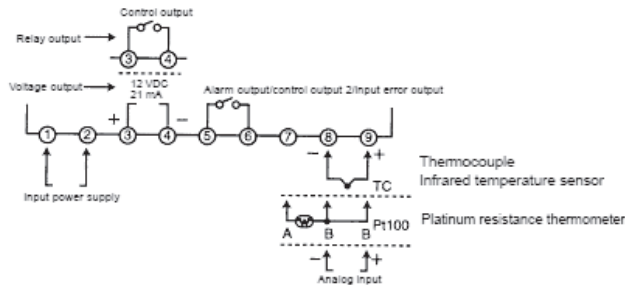 Control output
Relay output
3 4
Voltage output
12 VDC
21 mA
Alarm output/control output 2/Input error output
+ −
1 2 3 4 5 6 7 8 9
− +
Input power supply
TC
Thermocouple
Infrared temperature sensor
A B B Pt100
Platinum resistance thermometer
− +
Analog input